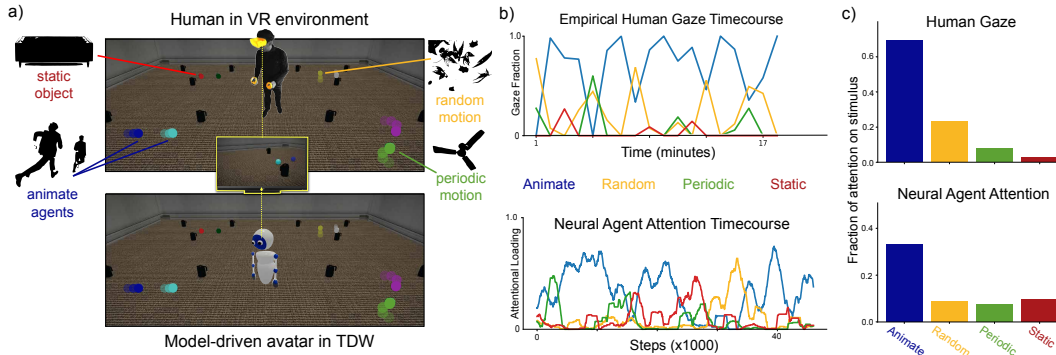 a)
Human in VR environment
static
object
random
motion
animate
agents
periodic
motion
Model-driven avatar in TDW
b)
Empirical Human Gaze Timecourse
1.0
Gaze Fraction
0
1
17
Time (minutes)
Animate
Random
Periodic
Static
Neural Agent Attention Timecourse
1.0
Attentional Loading
0
0
40
Steps (x1000)
c)
Human Gaze
0.6
0.4
0.2
0.0
Fraction of attention on stimulus
Neural Agent Attention
0.4
0.2
0.0
Animate
Random
Periodic
Static